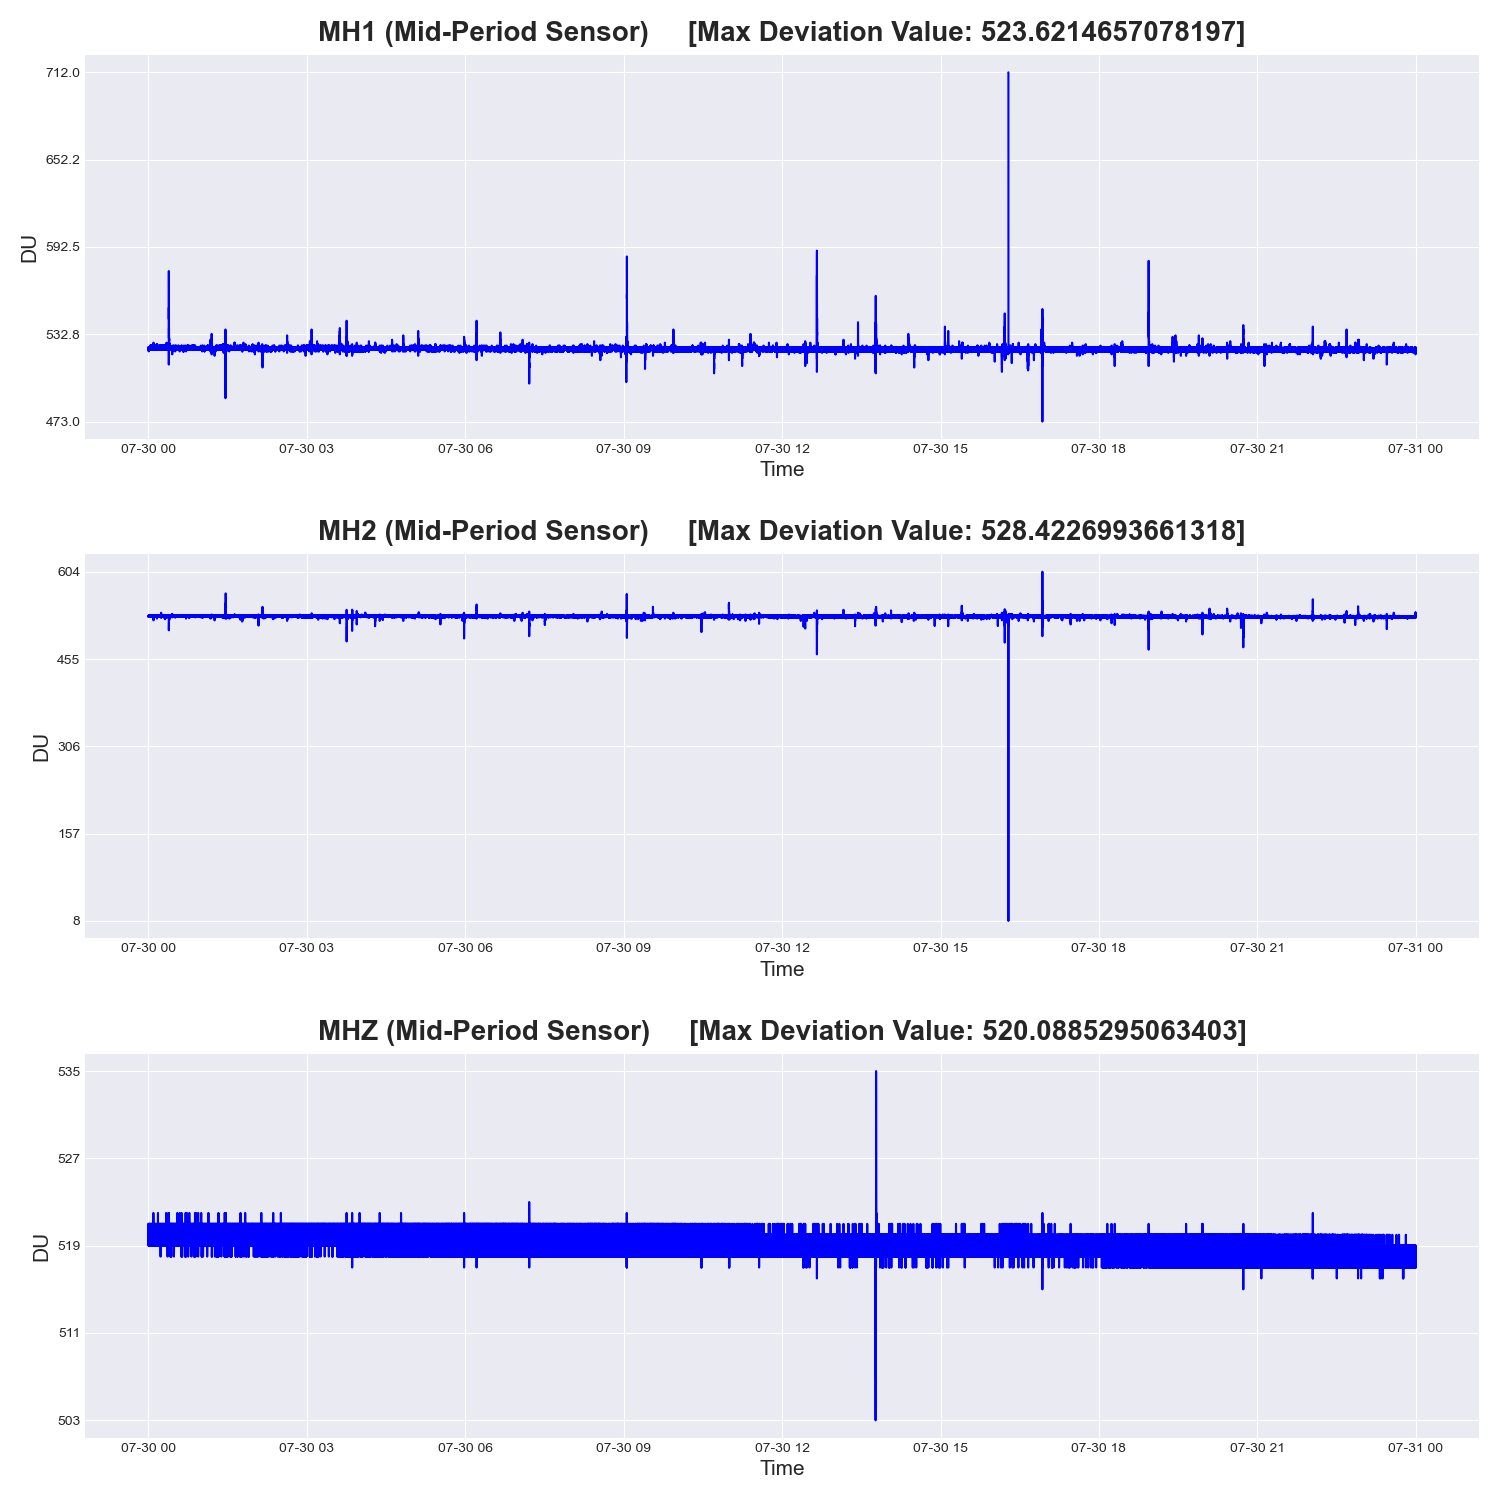 MH1 (Mid-Period Sensor) [Max Deviation Value: 523.6214657078197]
712.0
652.2
592.5
532.8
473.0
DU
07-30 00 07-30 03 07-30 06 07-30 09 07-30 12 07-30 15 07-30 18 07-30 21 07-31 00
Time
MH2 (Mid-Period Sensor) [Max Deviation Value: 528.4226993661318]
604
455
306
157
8
DU
07-30 00 07-30 03 07-30 06 07-30 09 07-30 12 07-30 15 07-30 18 07-30 21 07-31 00
Time
MHZ (Mid-Period Sensor) [Max Deviation Value: 520.0885295063403]
535
527
519
511
503
DU
07-30 00 07-30 03 07-30 06 07-30 09 07-30 12 07-30 15 07-30 18 07-30 21 07-31 00
Time